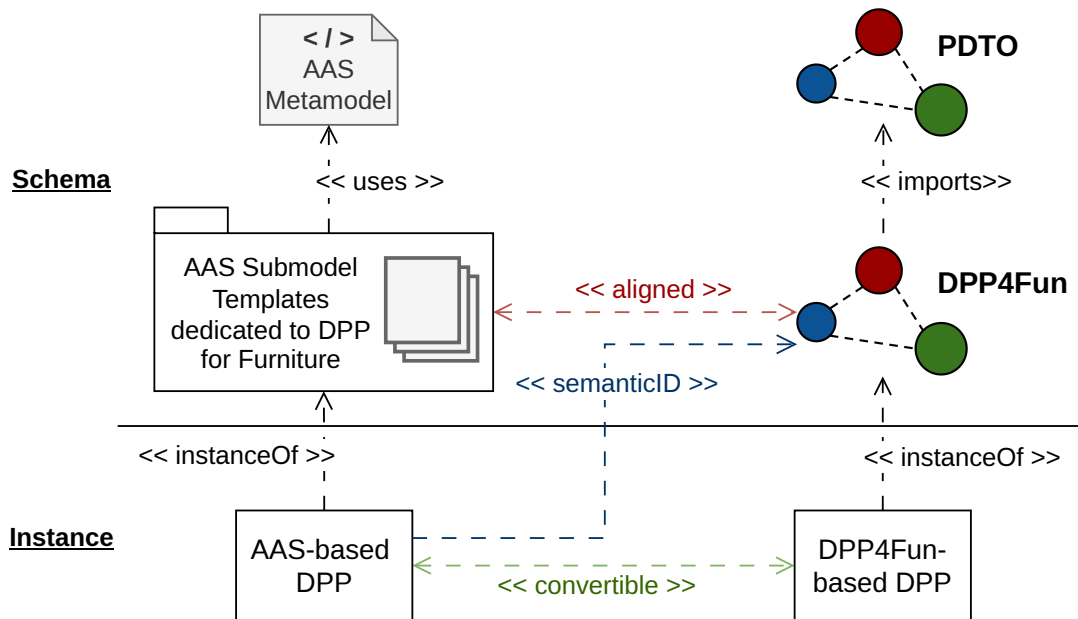 < / >
AAS
Metamodel
PDTO
Schema
<< uses >>
<< imports>>
AAS Submodel
Templates
dedicated to DPP
for Furniture
<< aligned >>
DPP4Fun
<< semanticID >>
<< instanceOf >>
<< instanceOf >>
Instance
AAS-based
DPP
<< convertible >>
DPP4Fun-
based DPP